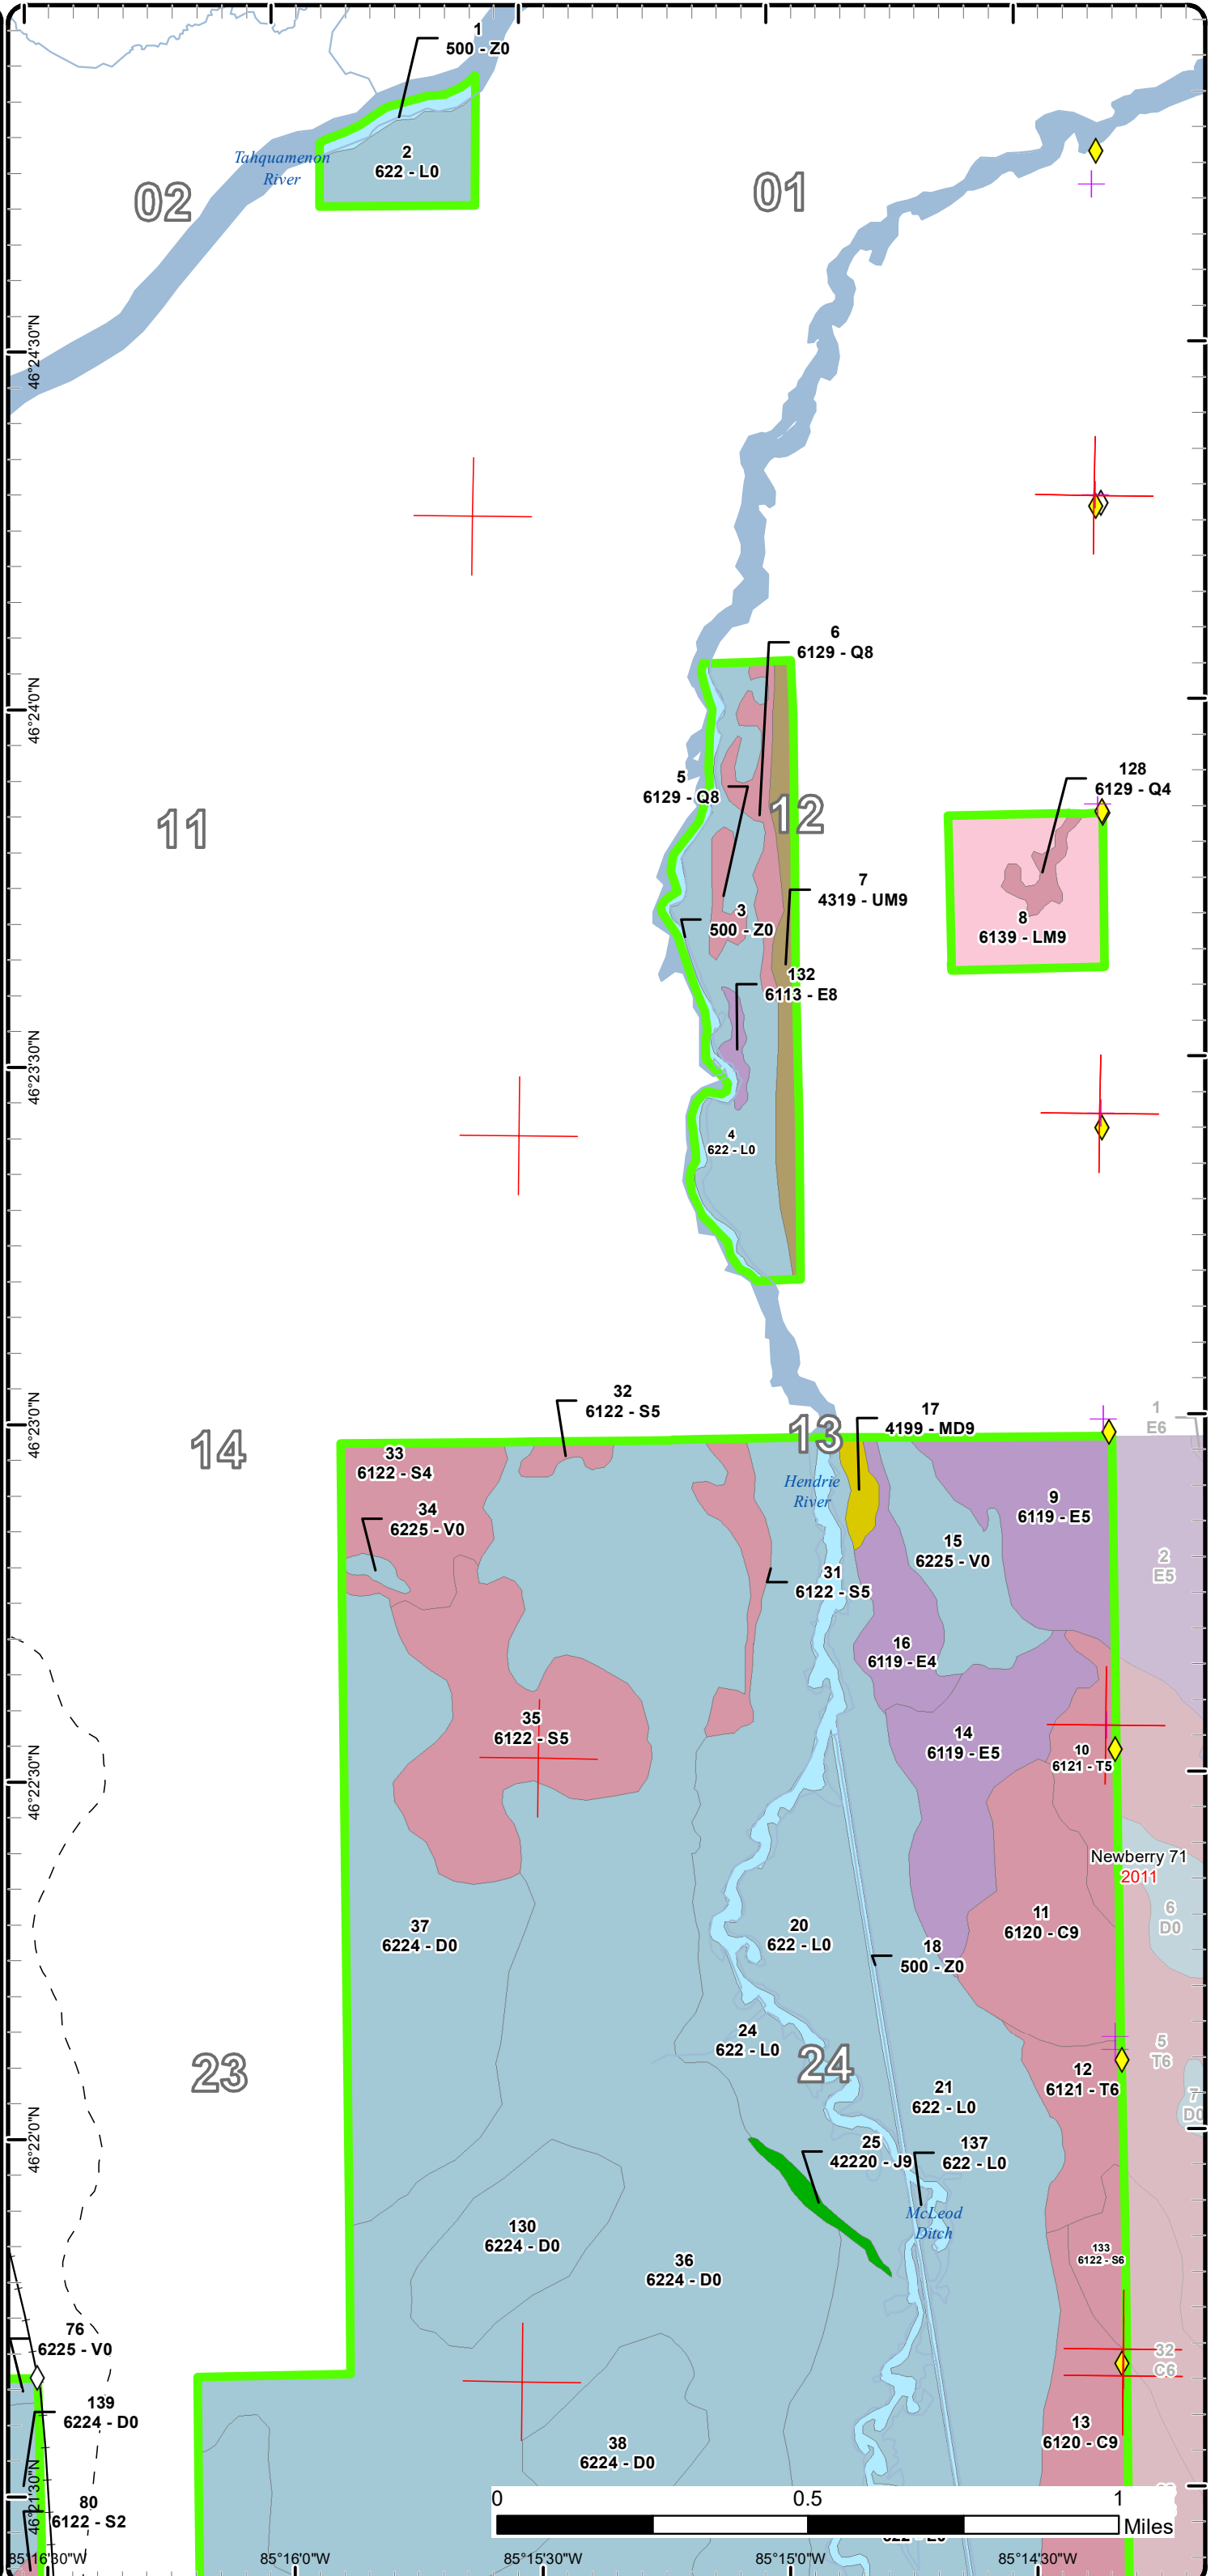 1
500 - Z0
2
622 - L0
Tahquamenon
River
02
01
46°24'30"N
6
6129 - Q8
46°24'0"N
5
6129 - Q8
128
6129 - Q4
11
12
7
4319 - UM9
3
500 - Z0
8
6139 - LM9
132
6113 - E8
46°23'30"N
4
622 - L0
32
6122 - S5
17
4199 - MD9
1
E6
46°23'0"N
14
13
33
6122 - S4
Hendrie
River
9
6119 - E5
34
6225 - V0
15
6225 - V0
2
E5
31
6122 - S5
16
6119 - E4
35
6122 - S5
14
6119 - E5
10
6121 - T5
46°22'30"N
Newberry 71
2011
11
6120 - C9
6
D0
37
6224 - D0
20
622 - L0
18
500 - Z0
24
622 - L0
23
24
5
T6
12
6121 - T6
21
622 - L0
7
D0
46°22'0"N
25
42220 - J9
137
622 - L0
McLeod
Ditch
130
6224 - D0
36
6224 - D0
133
6122 - S6
76
6225 - V0
32
C6
139
6224 - D0
13
6120 - C9
38
6224 - D0
46°21'30"N
80
6122 - S2
0
0.5
1
Miles
85°16'30"W
85°16'0"W
85°15'30"W
85°15'0"W
85°14'30"W